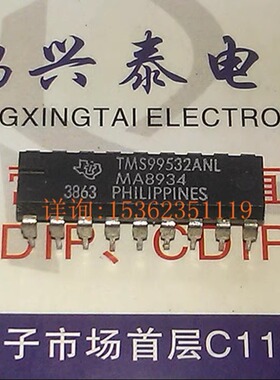 兴泰电
NGXINGTAI ELECTRO
TMS99532ANL
MA8934
3863 PHILIPPINES
详询：15362351119
DIP、CDIP
子市场首层C11